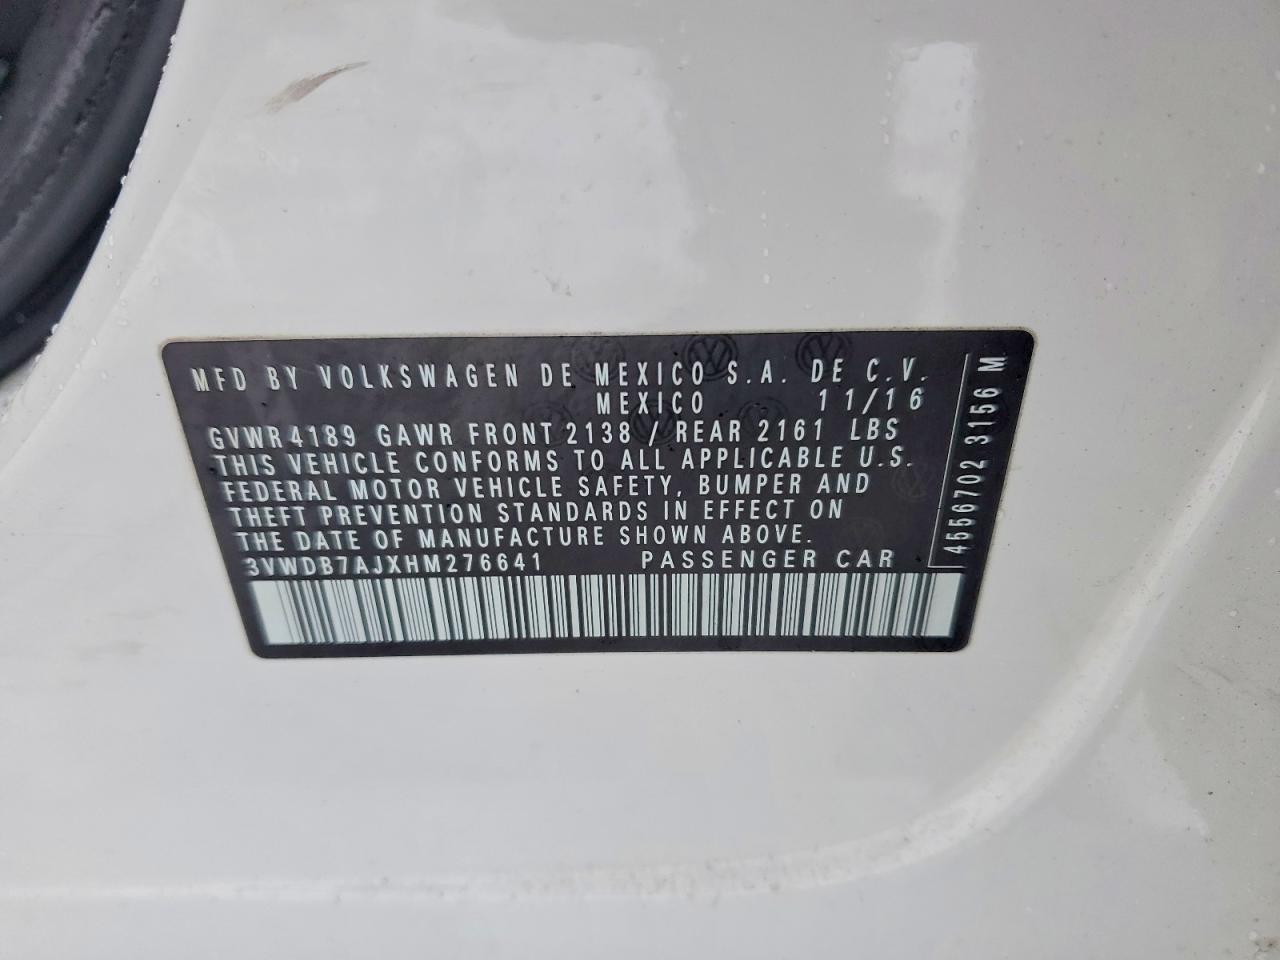 MFD BY VOLKSWAGEN DE MEXICO S.A. DE C.V.
MEXICO 11/16
GVWR 4189 GAWR FRONT 2138 / REAR 2161 LBS
THIS VEHICLE CONFORMS TO ALL APPLICABLE U.S.
FEDERAL MOTOR VEHICLE SAFETY, BUMPER AND
THEFT PREVENTION STANDARDS IN EFFECT ON
THE DATE OF MANUFACTURE SHOWN ABOVE.
3VWDB7AJXHM276641 PASSENGER CAR
4556702 3156 M